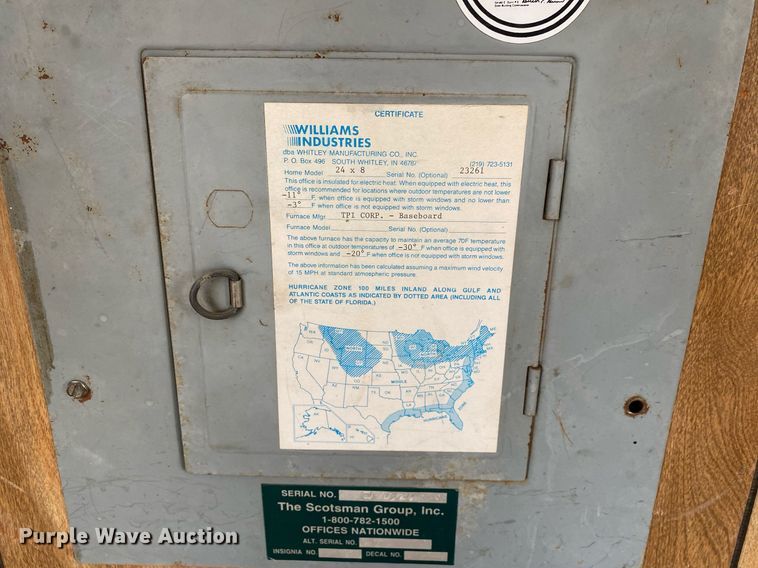 CERTIFICATE
WILLIAMS
INDUSTRIES
dba WHITLEY MANUFACTURING CO., INC.
P. O. Box 496 SOUTH WHITLEY, IN 46787 (219) 723-5131
Home Model 24 x 8 Serial No. (Optional) 23261
This office is insulated for electric heat. When equipped with electric heat, this
office is recommended for locations where outdoor temperatures are not lower
-11° F. when office is equipped with storm windows and no lower than
-3° F when office is not equipped with storm windows.
Furnace Mfgr TPI CORP. - Baseboard
Furnace Model Serial No. (Optional)
The above furnace has the capacity to maintain an average 70F temperature
in this office at outdoor temperatures of -30° F if office is equipped with
storm windows and -20° F when office is not equipped with storm windows.
The above information has been calculated assuming a maximum wind velocity
of 15 MPH at standard atmospheric pressure.
HURRICANE ZONE 100 MILES INLAND ALONG GULF AND
ATLANTIC COASTS AS INDICATED BY DOTTED AREA (INCLUDING ALL
OF THE STATE OF FLORIDA.)
NORTH
MIDDLE
HURRICANE ZONE
SERIAL NO.
The Scotsman Group, Inc.
1-800-782-1500
OFFICES NATIONWIDE
ALT. SERIAL NO.
INSIGNIA NO. DECAL NO.
Purple Wave Auction